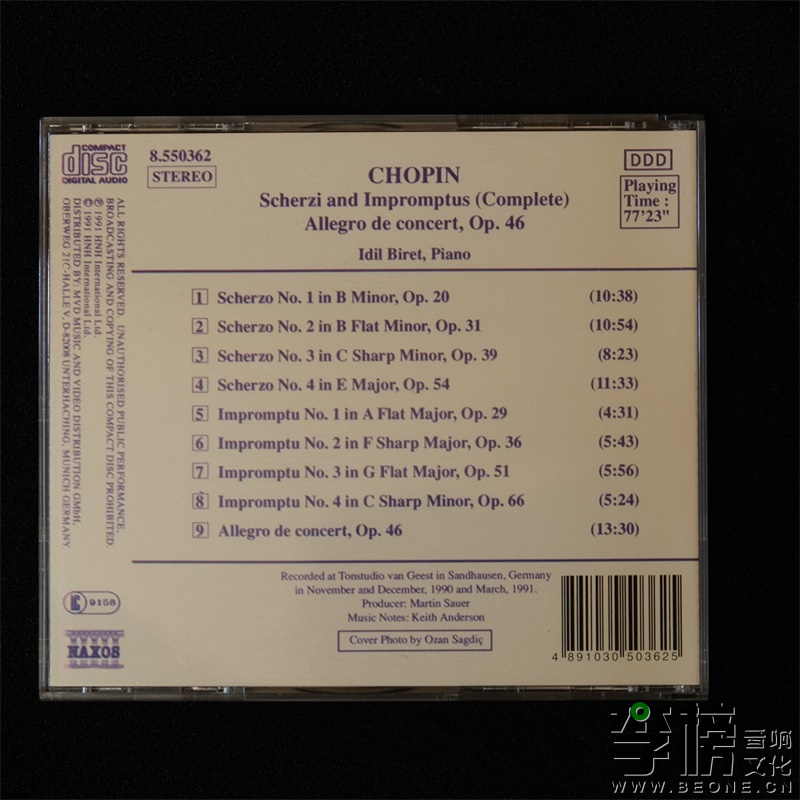 COMPACT
disc
DIGITAL AUDIO
8.550362
STEREO
CHOPIN
Scherzi and Impromptus (Complete)
Allegro de concert, Op. 46
Idil Biret, Piano
DDD
Playing
Time :
77'23"
1 Scherzo No. 1 in B Minor, Op. 20 (10:38)
2 Scherzo No. 2 in B Flat Minor, Op. 31 (10:54)
3 Scherzo No. 3 in C Sharp Minor, Op. 39 (8:23)
4 Scherzo No. 4 in E Major, Op. 54 (11:33)
5 Impromptu No. 1 in A Flat Major, Op. 29 (4:31)
6 Impromptu No. 2 in F Sharp Major, Op. 36 (5:43)
7 Impromptu No. 3 in G Flat Major, Op. 51 (5:56)
8 Impromptu No. 4 in C Sharp Minor, Op. 66 (5:24)
9 Allegro de concert, Op. 46 (13:30)
ALL RIGHTS RESERVED. UNAUTHORISED PUBLIC PERFORMANCE,
BROADCASTING AND COPYING OF THIS COMPACT DISC PROHIBITED.
℗ 1991 HNH International Ltd.
© 1991 HNH International Ltd.
DISTRIBUTED BY: MVD MUSIC AND VIDEO DISTRIBUTION GMbH,
OBERWEG 21C-HALLE V, D-82008 UNTERHACHING, MUNICH GERMANY
LC 9158
NAXOS
Recorded at Tonstudio van Geest in Sandhausen, Germany
in November and December, 1990 and March, 1991.
Producer: Martin Sauer
Music Notes: Keith Anderson
Cover Photo by Ozan Sagdiç
4 891030 503625
音响
文化
WWW.BEONE.CN